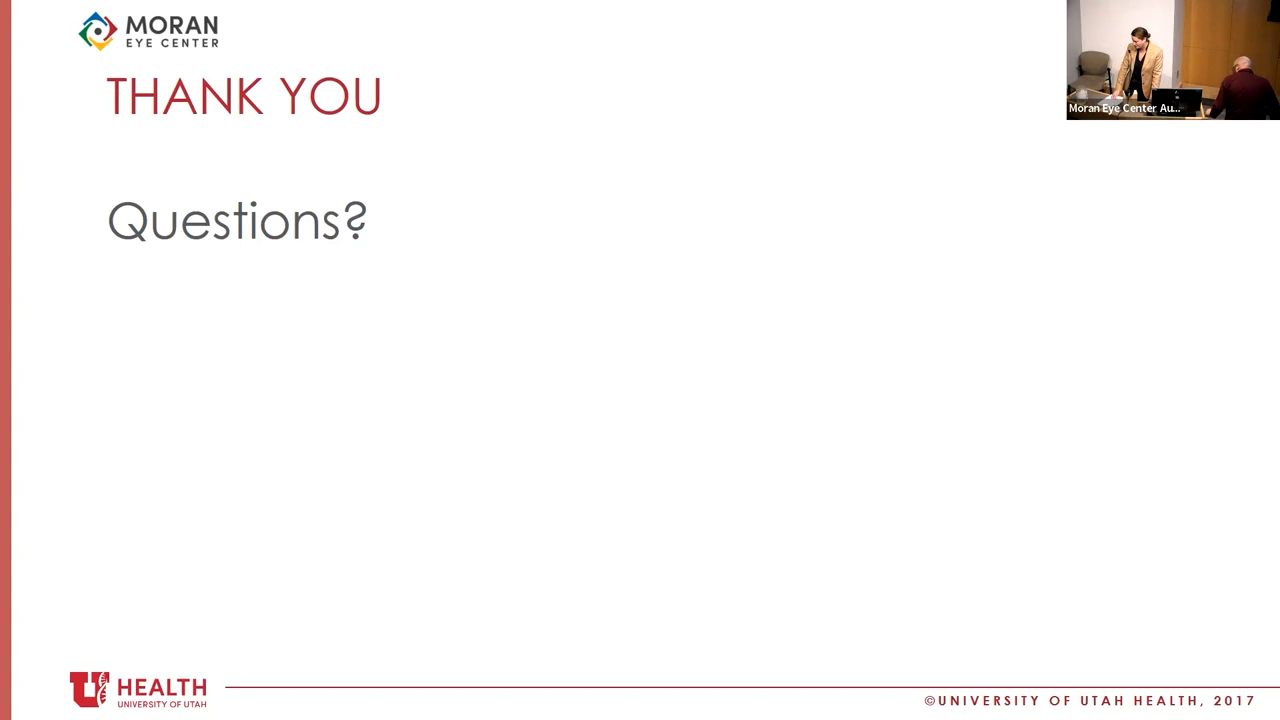 MORAN
EYE CENTER
THANK YOU
Moran Eye Center Au...
Questions?
U HEALTH
UNIVERSITY OF UTAH
©UNIVERSITY OF UTAH HEALTH, 2017